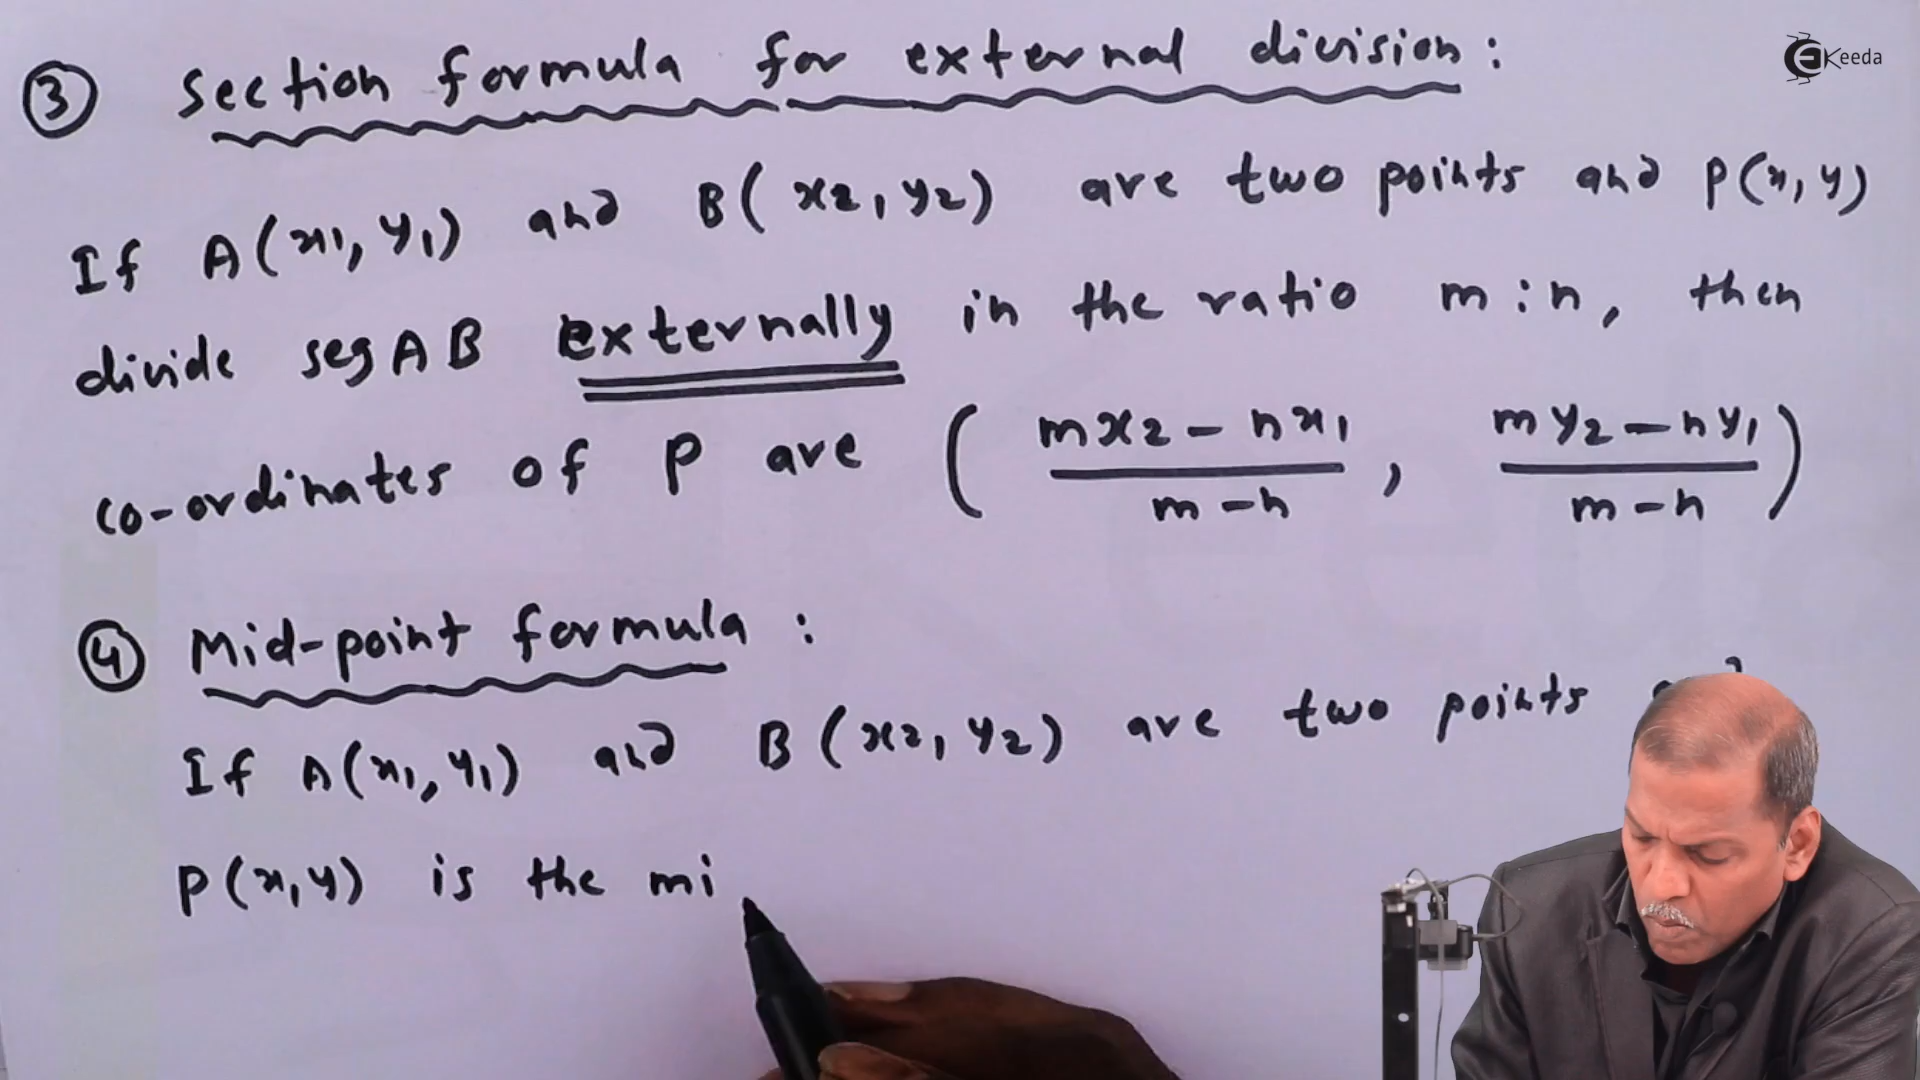 EKeeda
③ Section formula for external division :
If A(x1, y1) and B(x2, y2) are two points and P(x, y)
divide seg AB externally in the ratio m:n, then
co-ordinates of P are ( mx2 - nx1 / m-n , my2 - ny1 / m-n )
④ Mid-point formula :
If A(x1, y1) and B(x2, y2) are two points
P(x, y) is the mi